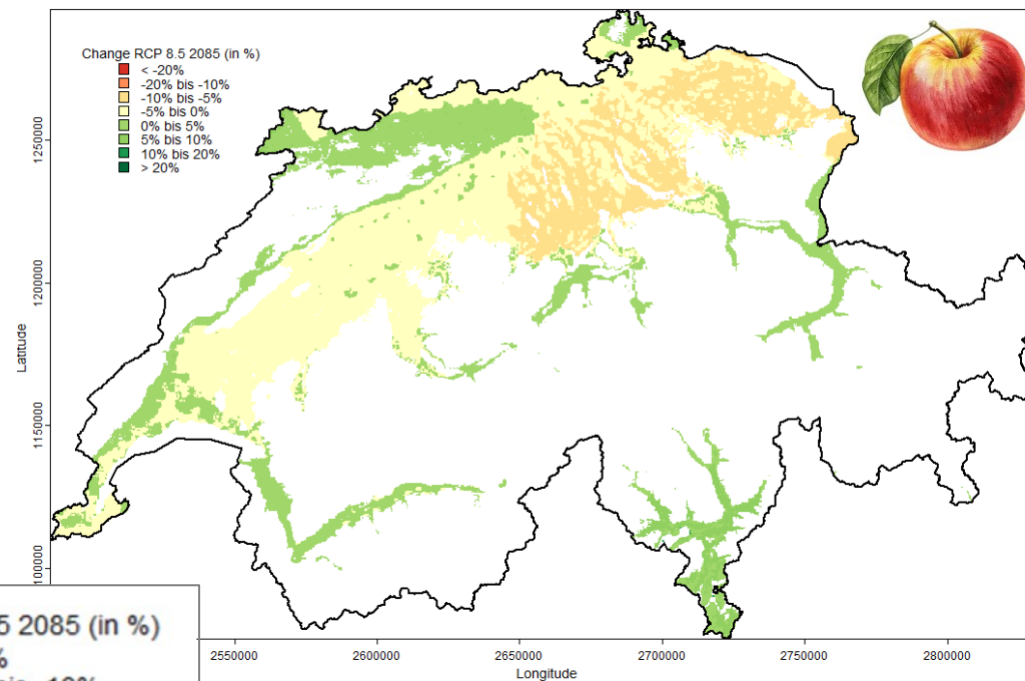 Change RCP 8.5 2085 (in %)
< -20%
-20% bis -10%
-10% bis -5%
-5% bis 0%
0% bis 5%
5% bis 10%
10% bis 20%
> 20%
1250000
1200000
1150000
100000
Latitude
5 2085 (in %)
%
2550000 2600000 2650000 2700000 2750000 2800000
Longitude